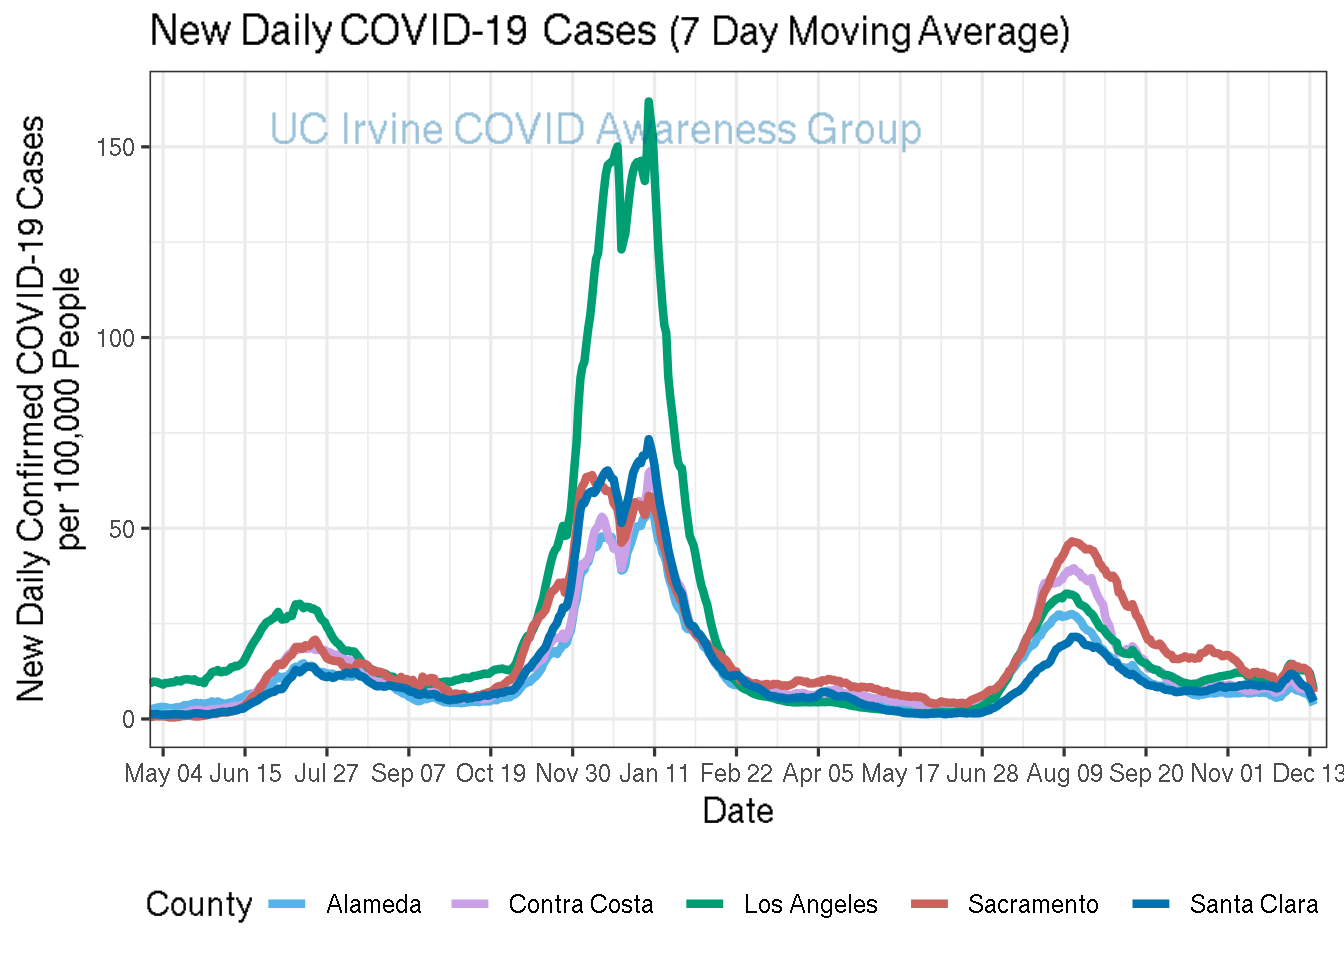 New Daily COVID-19 Cases (7 Day Moving Average)
UC Irvine COVID Awareness Group
New Daily Confirmed COVID-19 Cases
per 100,000 People
150
100
50
0
May 04 Jun 15 Jul 27 Sep 07 Oct 19 Nov 30 Jan 11 Feb 22 Apr 05 May 17 Jun 28 Aug 09 Sep 20 Nov 01 Dec 13
Date
County Alameda Contra Costa Los Angeles Sacramento Santa Clara